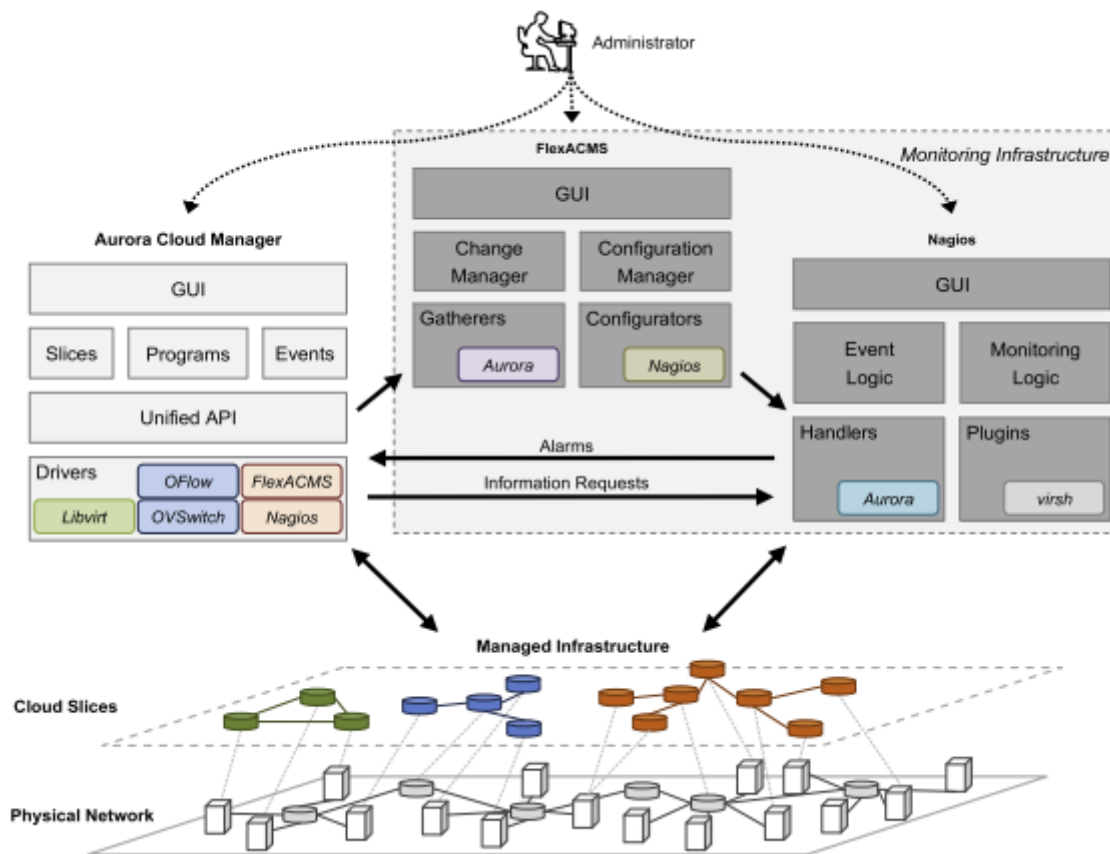 Administrator
FlexACMS
Monitoring Infrastructure
GUI
Change
Manager
Configuration
Manager
Gatherers
Aurora
Configurators
Nagios
Aurora Cloud Manager
GUI
Slices
Programs
Events
Unified API
Drivers
OFlow
FlexACMS
Libvirt
OVSwitch
Nagios
Nagios
GUI
Event
Logic
Monitoring
Logic
Handlers
Aurora
Plugins
virsh
Alarms
Information Requests
Managed Infrastructure
Cloud Slices
Physical Network